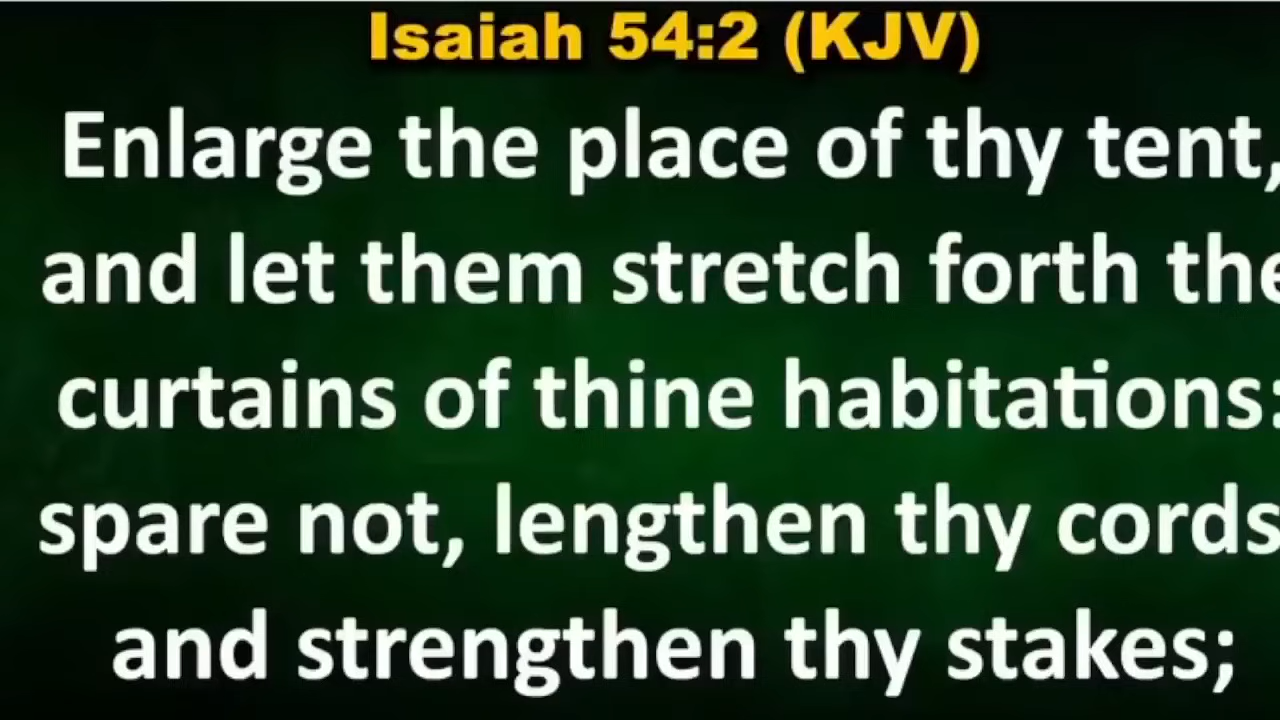 Isaiah 54:2 (KJV)
Enlarge the place of thy tent,
and let them stretch forth the
curtains of thine habitations:
spare not, lengthen thy cords
and strengthen thy stakes;